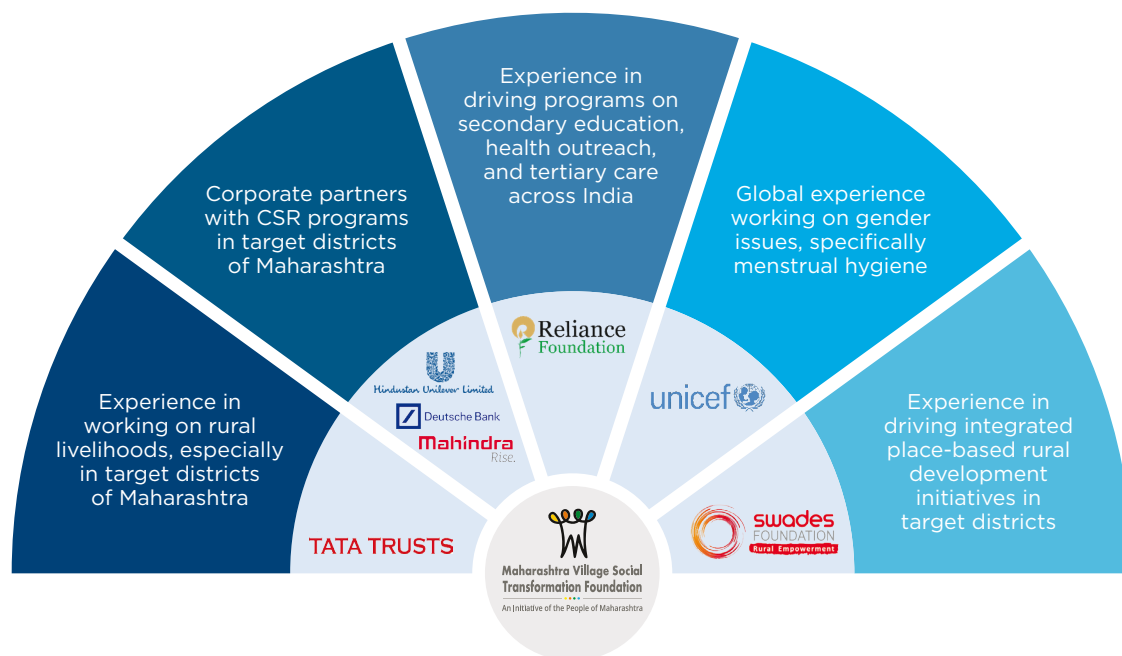 Experience in
working on rural
livelihoods, especially
in target districts
of Maharashtra
TATA TRUSTS
Corporate partners
with CSR programs
in target districts
of Maharashtra
Hindustan Unilever Limited
Deutsche Bank
Mahindra
Rise.
Experience in
driving programs on
secondary education,
health outreach,
and tertiary care
across India
Reliance
Foundation
Global experience
working on gender
issues, specifically
menstrual hygiene
unicef
Experience in
driving integrated
place-based rural
development
initiatives in
target districts
swades
FOUNDATION
Rural Empowerment
Maharashtra Village Social
Transformation Foundation
An Initiative of the People of Maharashtra